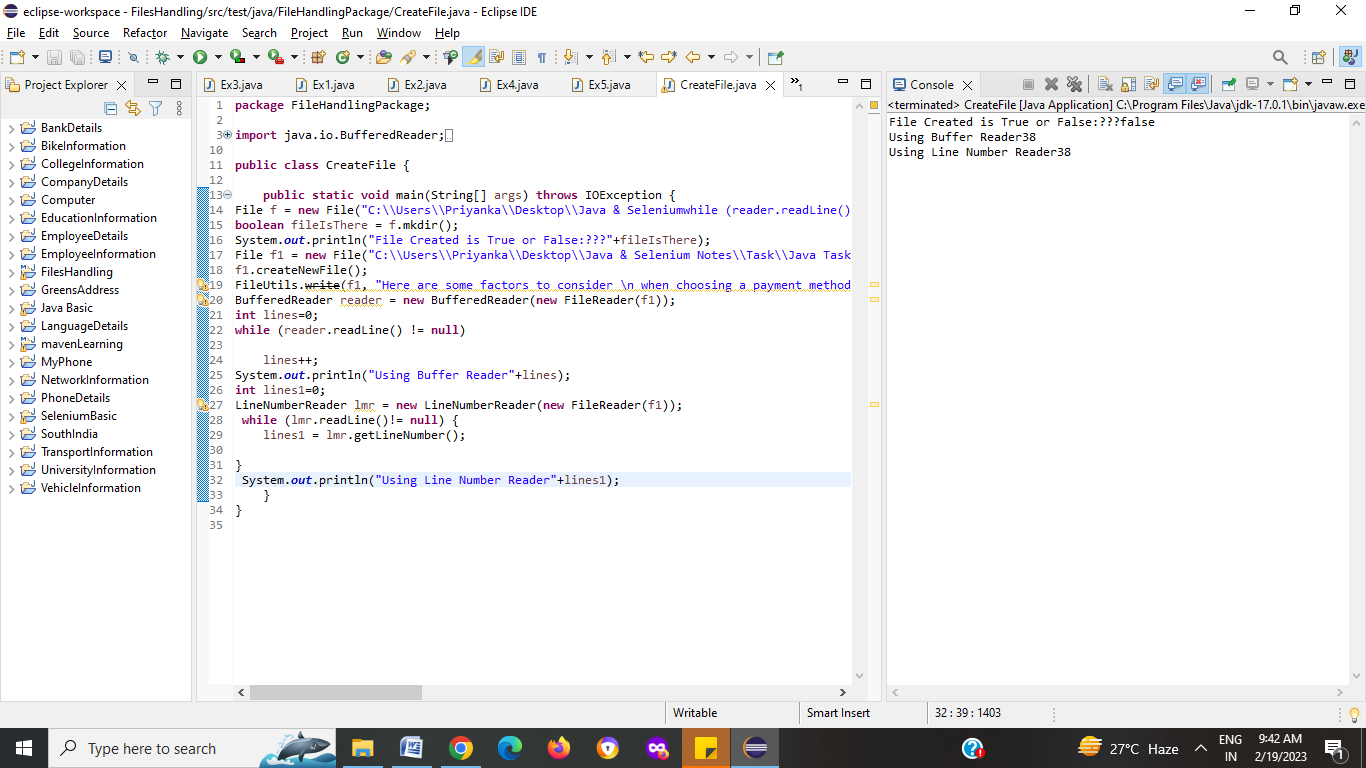 eclipse-workspace - FilesHandling/src/test/java/FileHandlingPackage/CreateFile.java - Eclipse IDE
File Edit Source Refactor Navigate Search Project Run Window Help
Project Explorer
BankDetails
BikeInformation
CollegeInformation
CompanyDetails
Computer
EducationInformation
EmployeeDetails
EmployeeInformation
FilesHandling
GreensAddress
Java Basic
LanguageDetails
mavenLearning
MyPhone
NetworkInformation
PhoneDetails
SeleniumBasic
SouthIndia
TransportInformation
UniversityInformation
VehicleInformation
Ex3.java Ex1.java Ex2.java Ex4.java Ex5.java CreateFile.java »1
1 package FileHandlingPackage;
2
3 import java.io.BufferedReader;
10
11 public class CreateFile {
12
13 public static void main(String[] args) throws IOException {
14 File f = new File("C:\\Users\\Priyanka\\Desktop\\Java & Seleniumwhile (reader.readLine()
15 boolean fileIsThere = f.mkdir();
16 System.out.println("File Created is True or False:???"+fileIsThere);
17 File f1 = new File("C:\\Users\\Priyanka\\Desktop\\Java & Selenium Notes\\Task\\Java Task
18 f1.createNewFile();
19 FileUtils.write(f1, "Here are some factors to consider \n when choosing a payment method
20 BufferedReader reader = new BufferedReader(new FileReader(f1));
21 int lines=0;
22 while (reader.readLine() != null)
23
24 lines++;
25 System.out.println("Using Buffer Reader"+lines);
26 int lines1=0;
27 LineNumberReader lmr = new LineNumberReader(new FileReader(f1));
28 while (lmr.readLine()!= null) {
29 lines1 = lmr.getLineNumber();
30
31 }
32 System.out.println("Using Line Number Reader"+lines1);
33 }
34 }
35
Console
<terminated> CreateFile [Java Application] C:\Program Files\Java\jdk-17.0.1\bin\javaw.exe
File Created is True or False:???false
Using Buffer Reader38
Using Line Number Reader38
Writable Smart Insert 32 : 39 : 1403
Type here to search
27°C Haze
ENG
IN
9:42 AM
2/19/2023
1